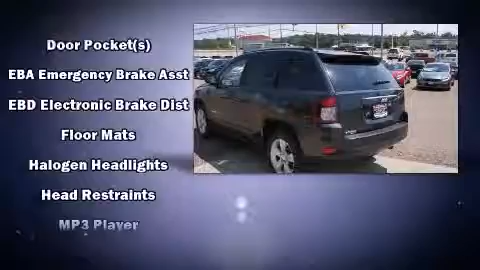 Door Pocket(s)
EBA Emergency Brake Asst
EBD Electronic Brake Dist
Floor Mats
Halogen Headlights
Head Restraints
MP3 Player